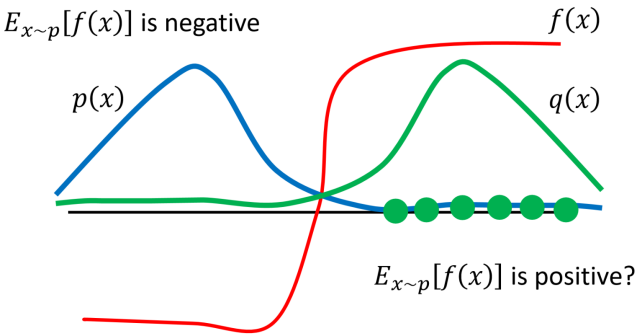 E_{x~p}[f(x)] is negative
f(x)
p(x)
q(x)
E_{x~p}[f(x)] is positive?